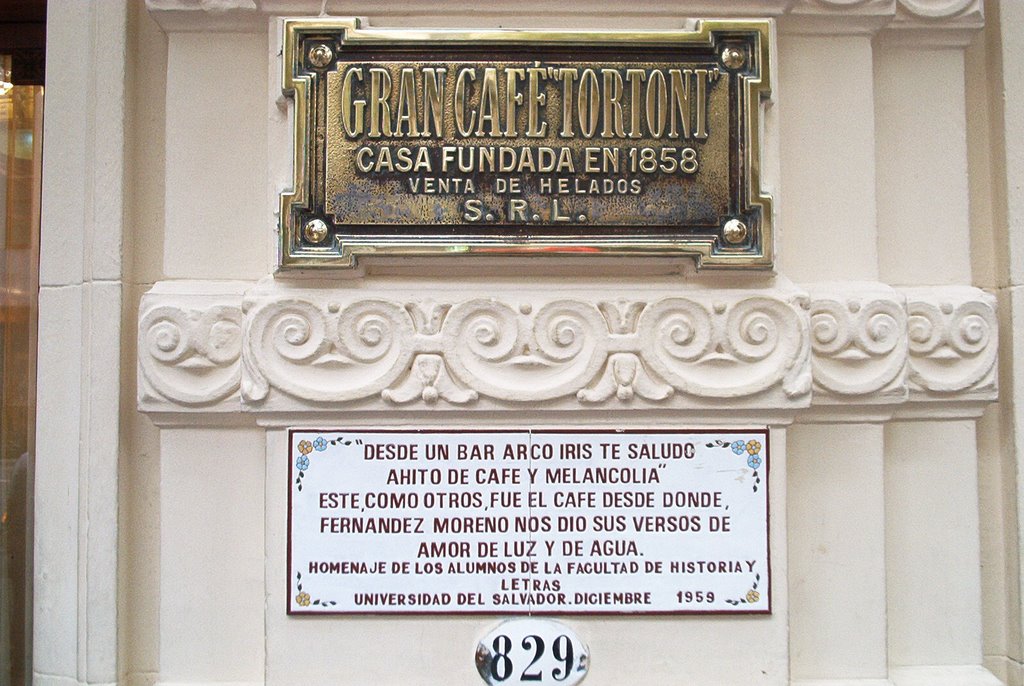 GRAN CAFÉ "TORTONI"
CASA FUNDADA EN 1858
VENTA DE HELADOS
S. R. L.
"DESDE UN BAR ARCO IRIS TE SALUDO
AHITO DE CAFE Y MELANCOLIA"
ESTE, COMO OTROS, FUE EL CAFE DESDE DONDE,
FERNANDEZ MORENO NOS DIO SUS VERSOS DE
AMOR DE LUZ Y DE AGUA.
HOMENAJE DE LOS ALUMNOS DE LA FACULTAD DE HISTORIA Y
LETRAS
UNIVERSIDAD DEL SALVADOR. DICIEMBRE 1959
829